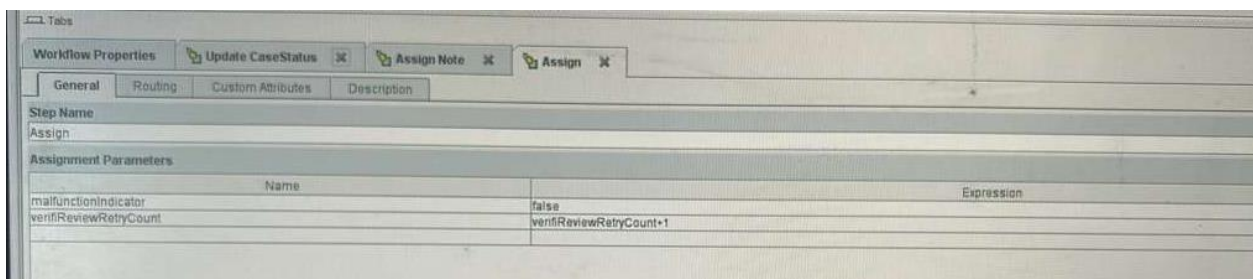 Tabs
Workflow Properties Update CaseStatus Assign Note Assign
General Routing Custom Attributes Description
Step Name
Assign
Assignment Parameters
Name Expression
malfunctionIndicator false
verifiReviewRetryCount verifiReviewRetryCount+1